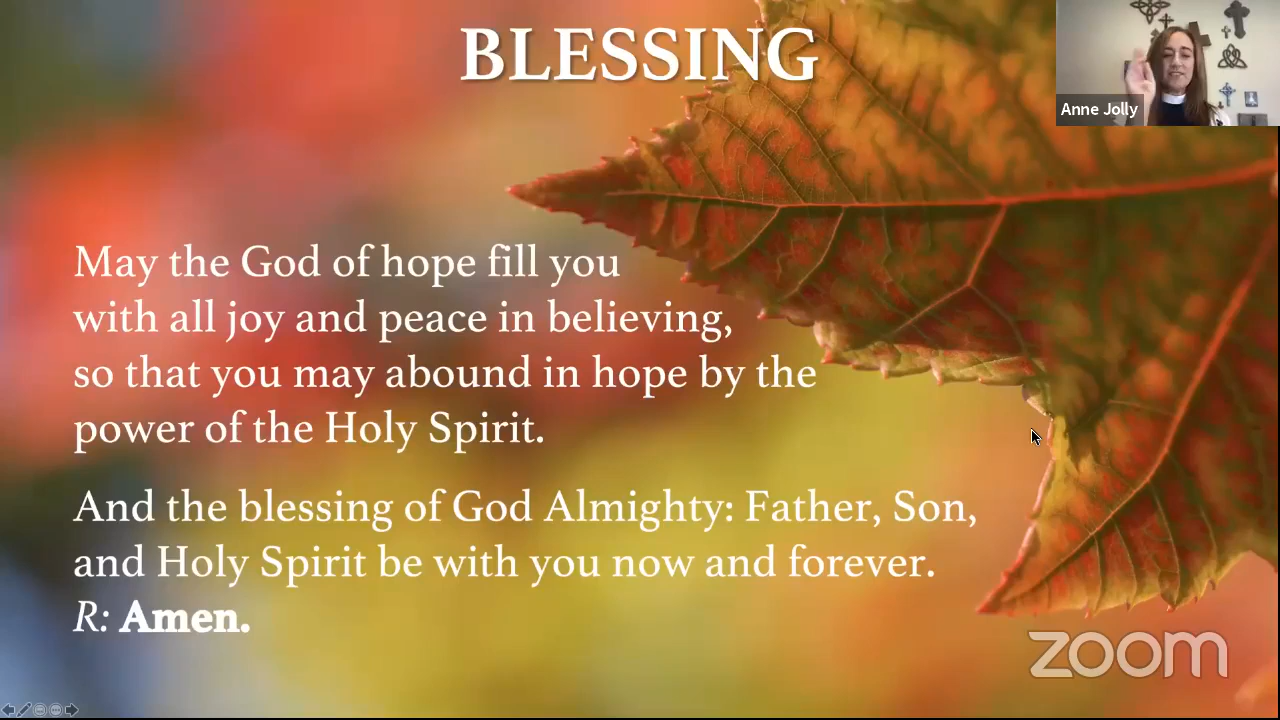 BLESSING
Anne Jolly
May the God of hope fill you
with all joy and peace in believing,
so that you may abound in hope by the
power of the Holy Spirit.
And the blessing of God Almighty: Father, Son,
and Holy Spirit be with you now and forever.
R: Amen.
zoom